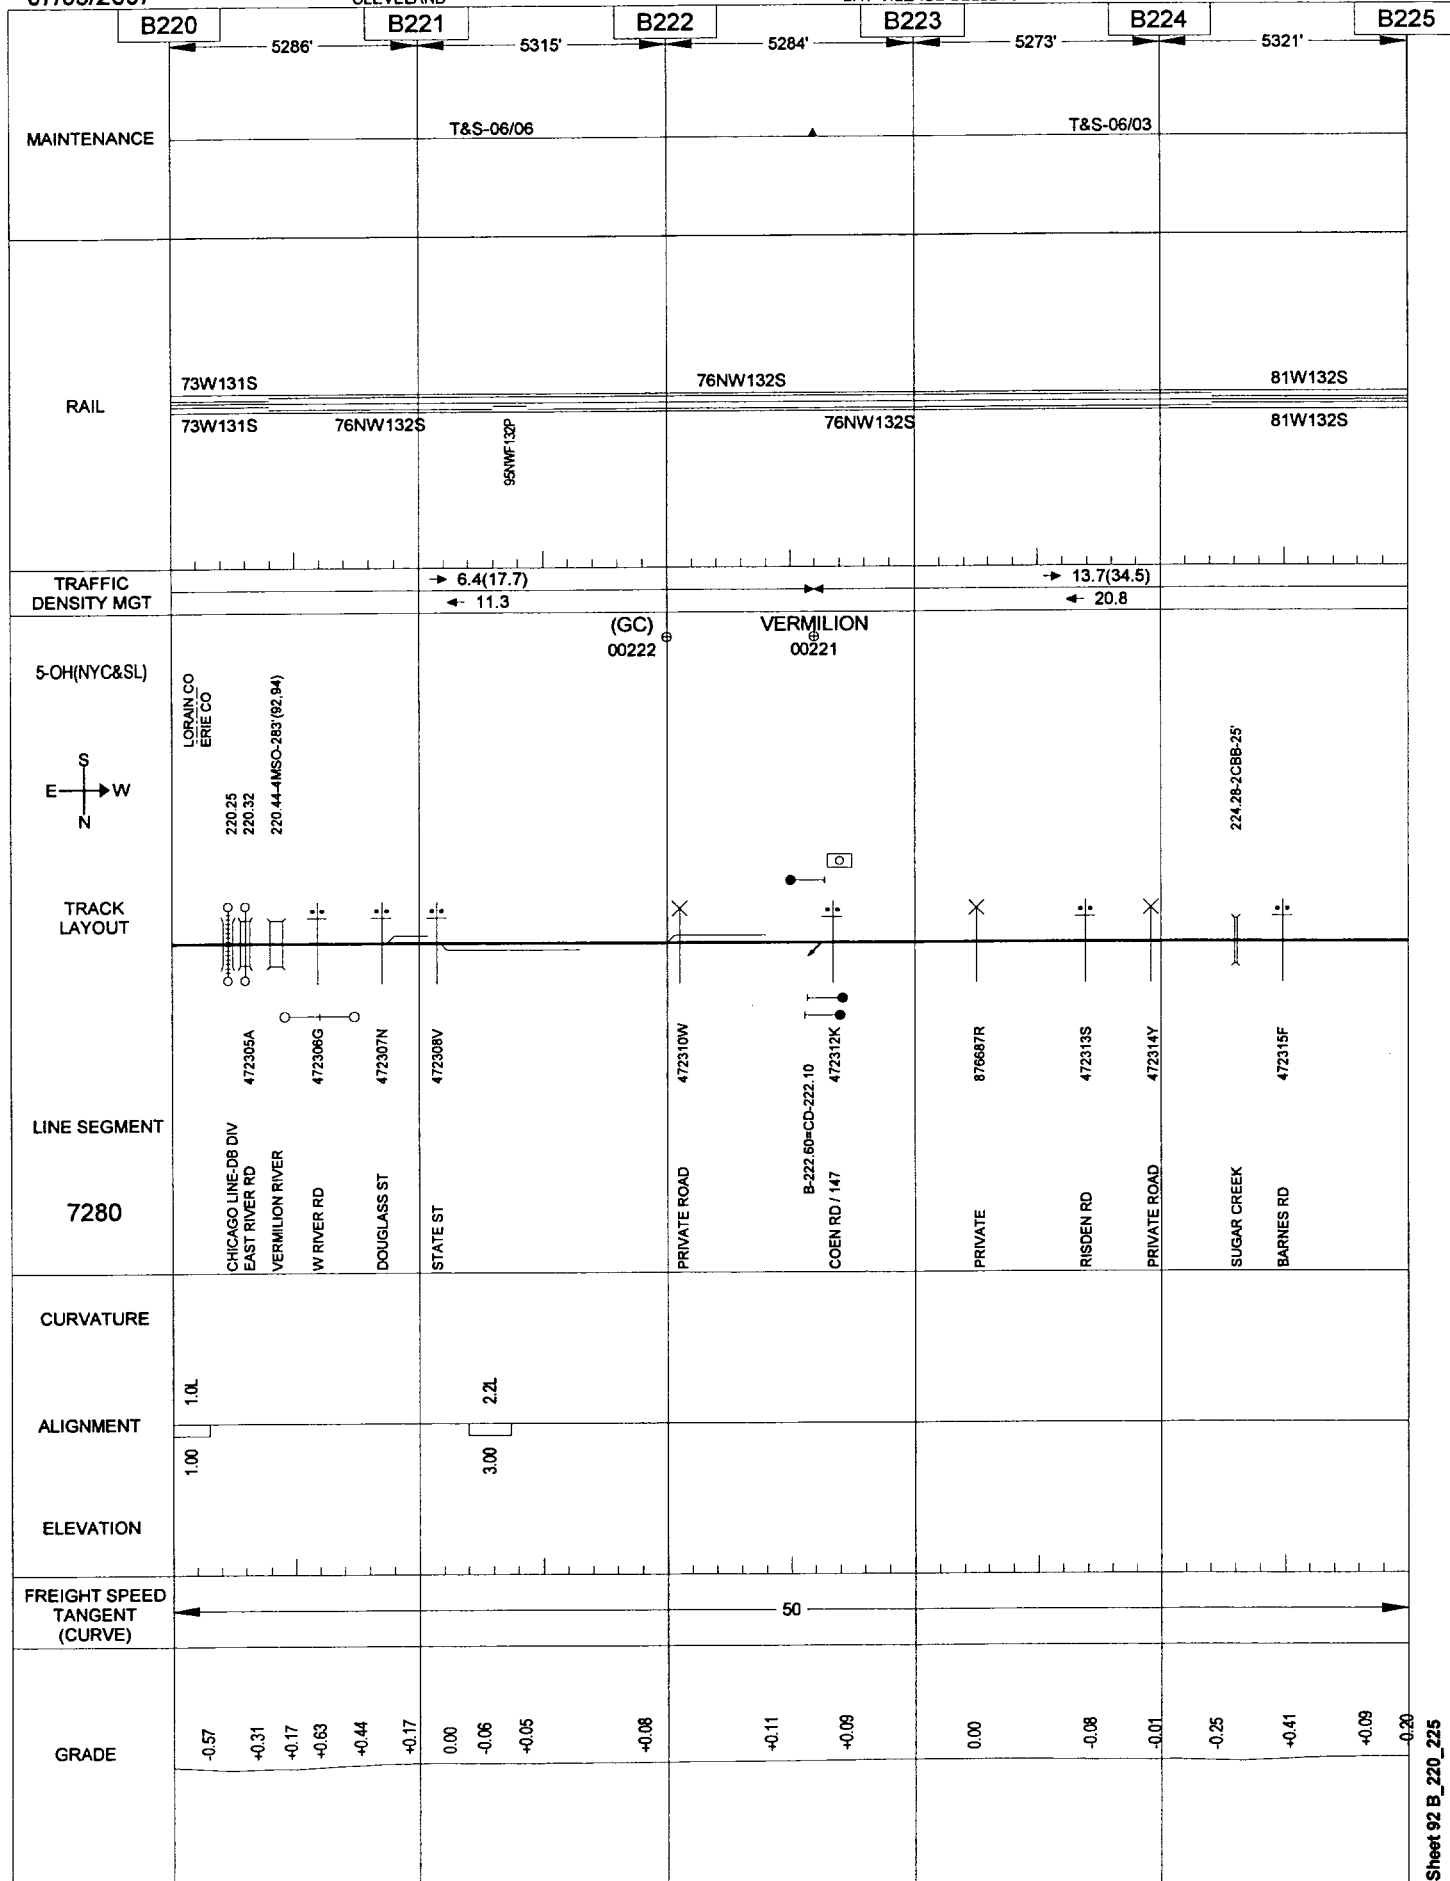 CLEVELAND
B220
B221
B222
B223
B224
B225
5286'
5315'
5284'
5273'
5321'
MAINTENANCE
T&S-06/06
T&S-06/03
RAIL
73W131S
76NW132S
81W132S
73W131S
76NW132S
95NWF132P
76NW132S
81W132S
TRAFFIC
DENSITY MGT
6.4(17.7)
13.7(34.5)
11.3
20.8
(GC)
00222
VERMILION
00221
5-OH(NYC&SL)
LORAIN CO
ERIE CO
S
E
W
N
220.25
220.32
220.44-4MSO-283'(92,94)
224.28-2CBB-25'
TRACK
LAYOUT
472305A
472306G
472307N
472308V
472310W
B-222.60=CD-222.10
472312K
876687R
472313S
472314Y
472315F
LINE SEGMENT
7280
CHICAGO LINE-DB DIV
EAST RIVER RD
VERMILION RIVER
W RIVER RD
DOUGLASS ST
STATE ST
PRIVATE ROAD
COEN RD / 147
PRIVATE
RISDEN RD
PRIVATE ROAD
SUGAR CREEK
BARNES RD
CURVATURE
1.0L
2.2L
ALIGNMENT
1.00
3.00
ELEVATION
FREIGHT SPEED
TANGENT
(CURVE)
50
GRADE
-0.57
+0.31
+0.17
+0.63
+0.44
+0.17
0.00
-0.06
+0.05
+0.08
+0.11
+0.09
0.00
-0.08
-0.01
-0.25
+0.41
+0.09
-0.20
Sheet 92 B_220_225